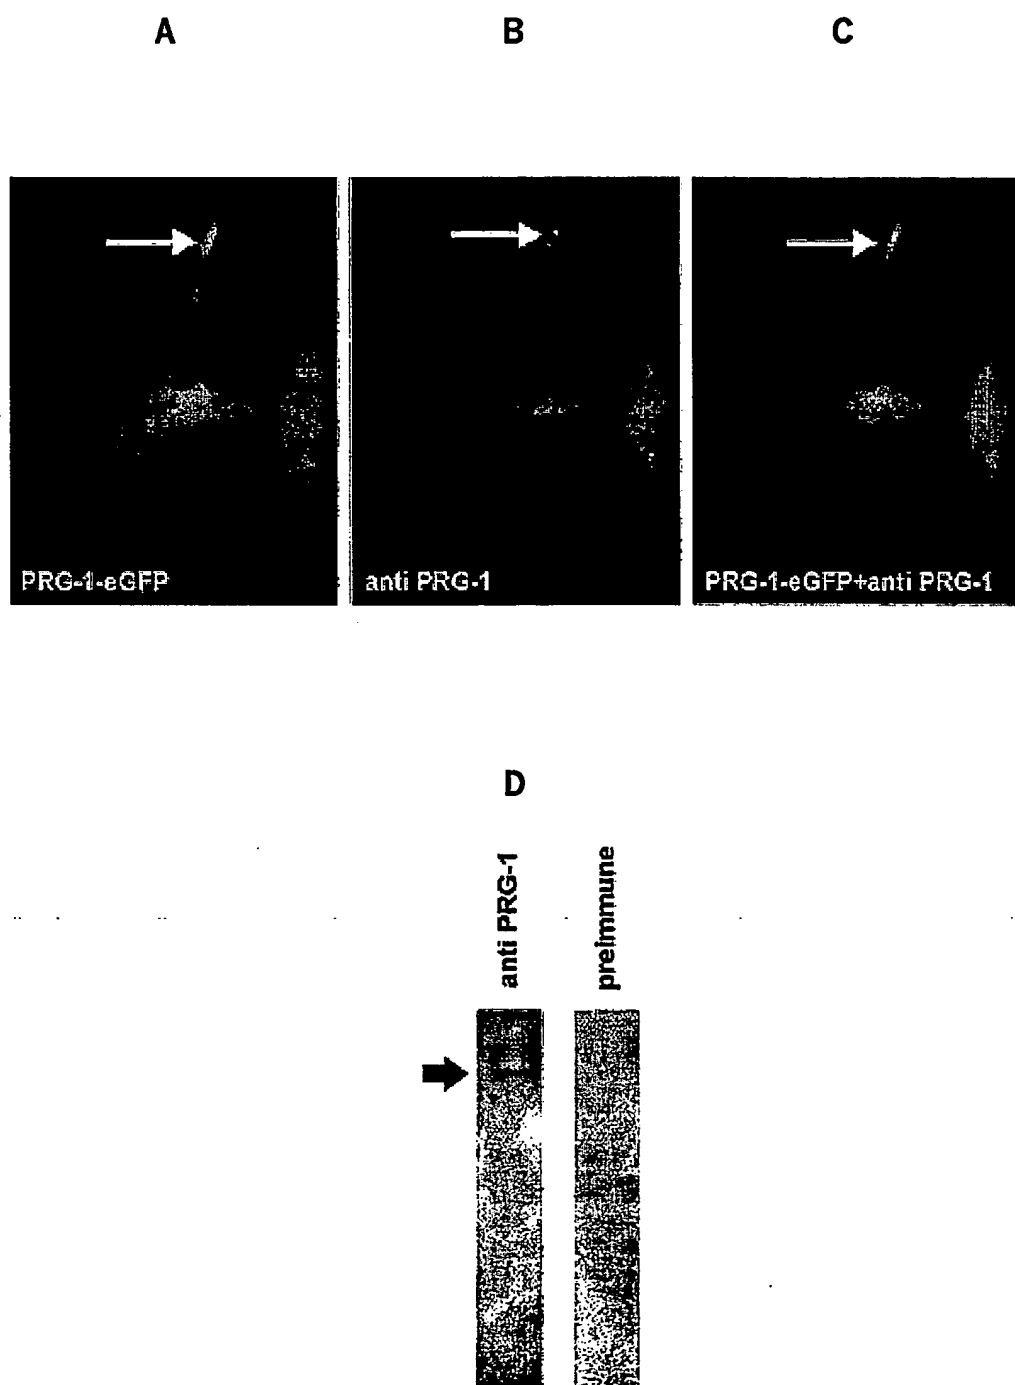 A
B
C
PRG-1-eGFP
anti PRG-1
PRG-1-eGFP+anti PRG-1
D
anti PRG-1
preimmune